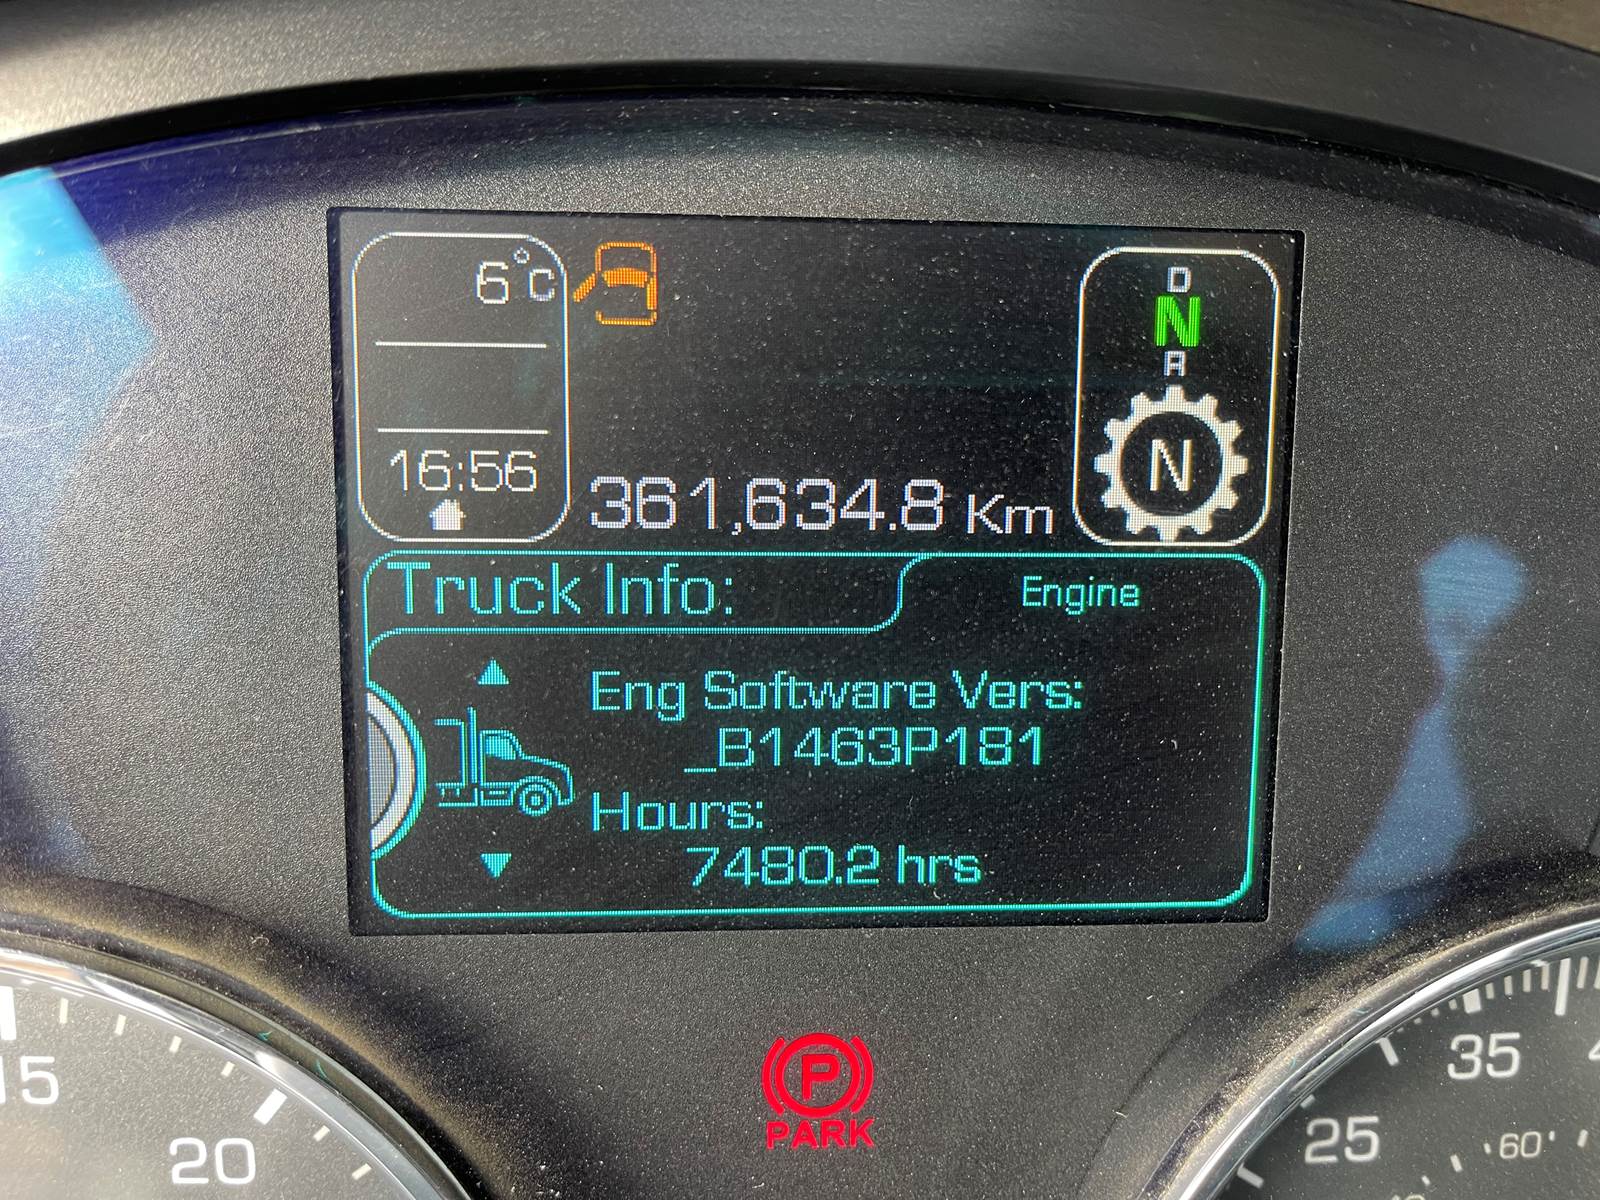 6°C
D
N
R
N
16:56
361,634.8 Km
Truck Info:
Engine
Eng Software Vers:
_B1463P181
Hours:
7480.2 hrs
P
PARK
15
20
25
35
60